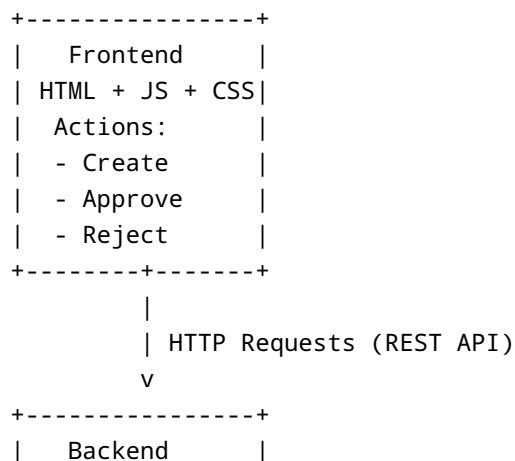 +----------------+
|   Frontend     |
| HTML + JS + CSS|
|  Actions:      |
|  - Create      |
|  - Approve     |
|  - Reject      |
+--------+-------+
         |
         | HTTP Requests (REST API)
         v
+----------------+
|   Backend      |